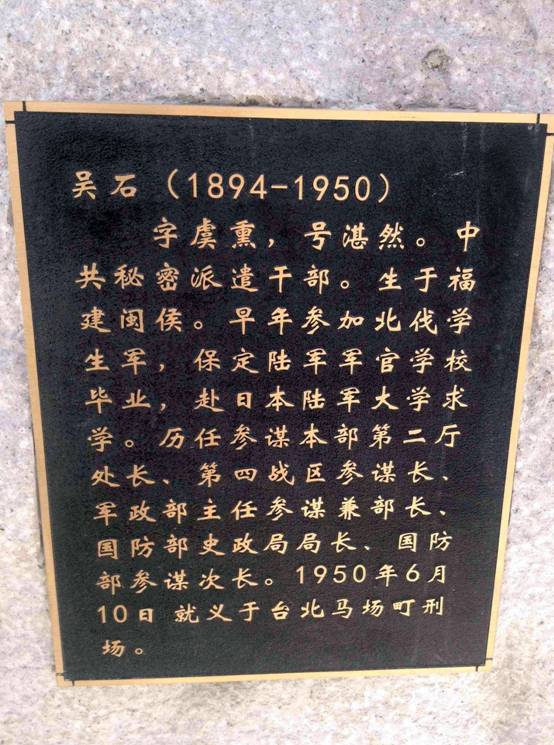 吴石（1894-1950）
字虞熏，号湛然。中
共秘密派遣干部。生于福
建闽侯。早年参加北伐学
生军，保定陆军军官学校
毕业，赴日本陆军大学求
学。历任参谋本部第二厅
处长、第四战区参谋长、
军政部主任参谋兼部长、
国防部史政局局长、国防
部参谋次长。1950年6月
10日 就义于台北马场町刑
场。